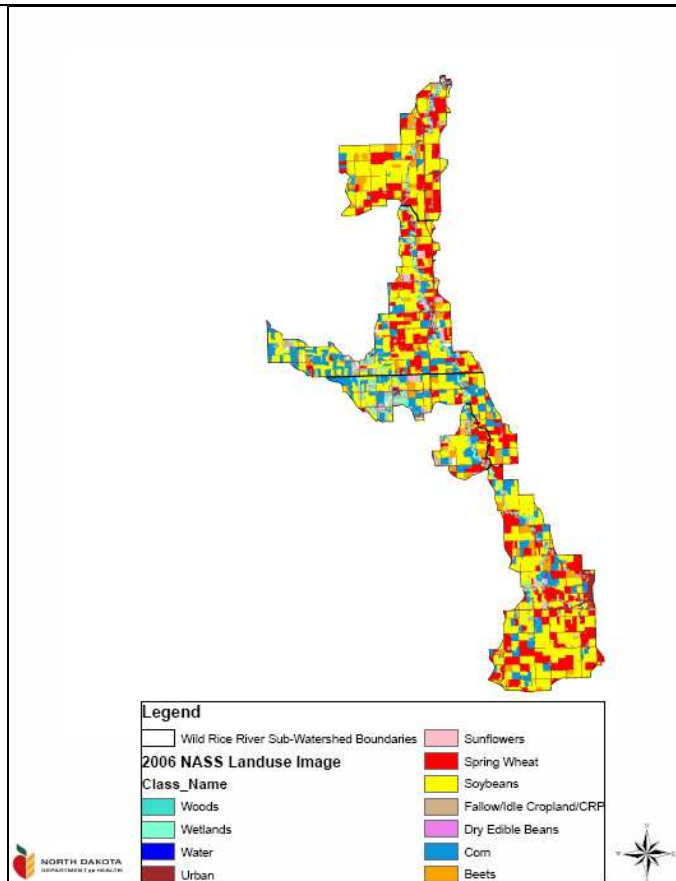 Legend
Wild Rice River Sub-Watershed Boundaries
2006 NASS Landuse Image
Class_Name
Woods
Wetlands
Water
Urban
Sunflowers
Spring Wheat
Soybeans
Fallow/Idle Cropland/CRP
Dry Edible Beans
Corn
Beets
NORTH DAKOTA
DEPARTMENT of HEALTH